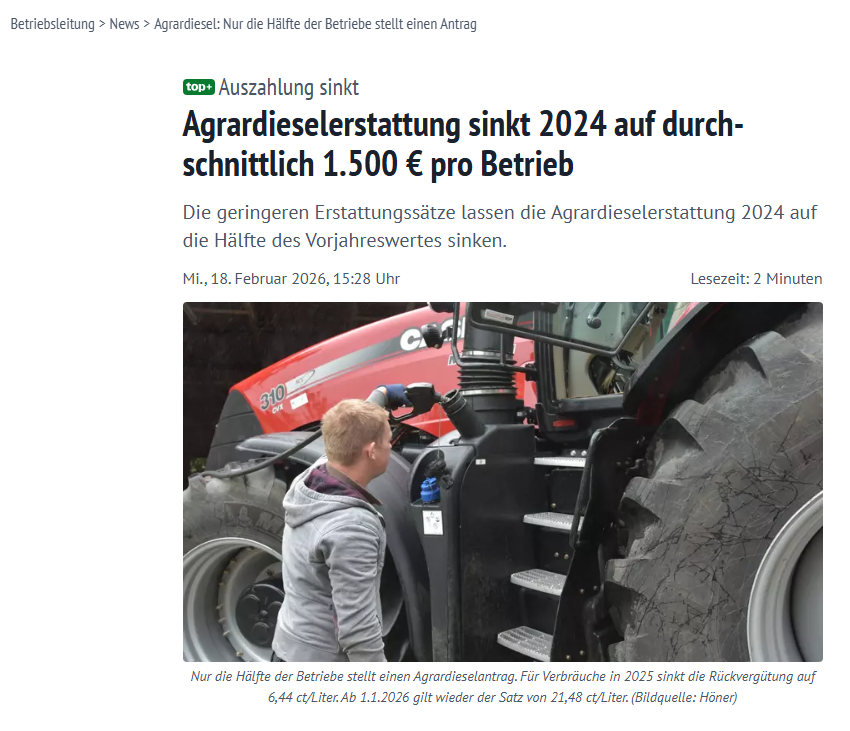 Betriebsleitung > News > Agrardiesel: Nur die Hälfte der Betriebe stellt einen Antrag
top+ Auszahlung sinkt
Agrardieselerstattung sinkt 2024 auf durch-
schnittlich 1.500 € pro Betrieb
Die geringeren Erstattungssätze lassen die Agrardieselerstattung 2024 auf
die Hälfte des Vorjahreswertes sinken.
Mi., 18. Februar 2026, 15:28 Uhr Lesezeit: 2 Minuten
310
CVX
Nur die Hälfte der Betriebe stellt einen Agrardieselantrag. Für Verbräuche in 2025 sinkt die Rückvergütung auf
6,44 ct/Liter. Ab 1.1.2026 gilt wieder der Satz von 21,48 ct/Liter. (Bildquelle: Höner)